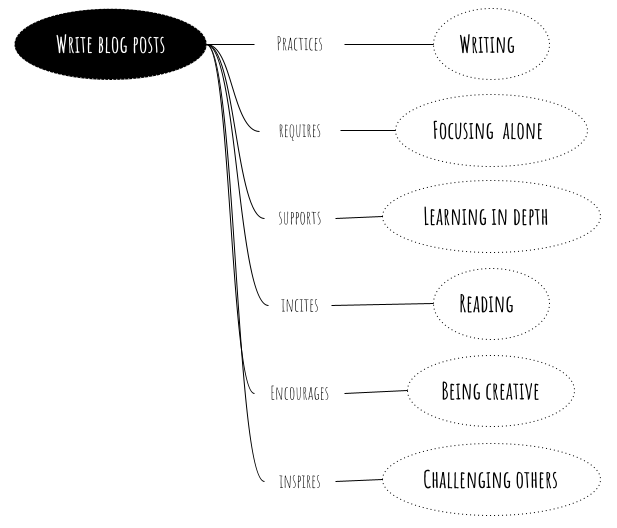 Write blog posts
Practices
Writing
requires
Focusing alone
supports
Learning in depth
incites
Reading
Encourages
Being creative
inspires
Challenging others